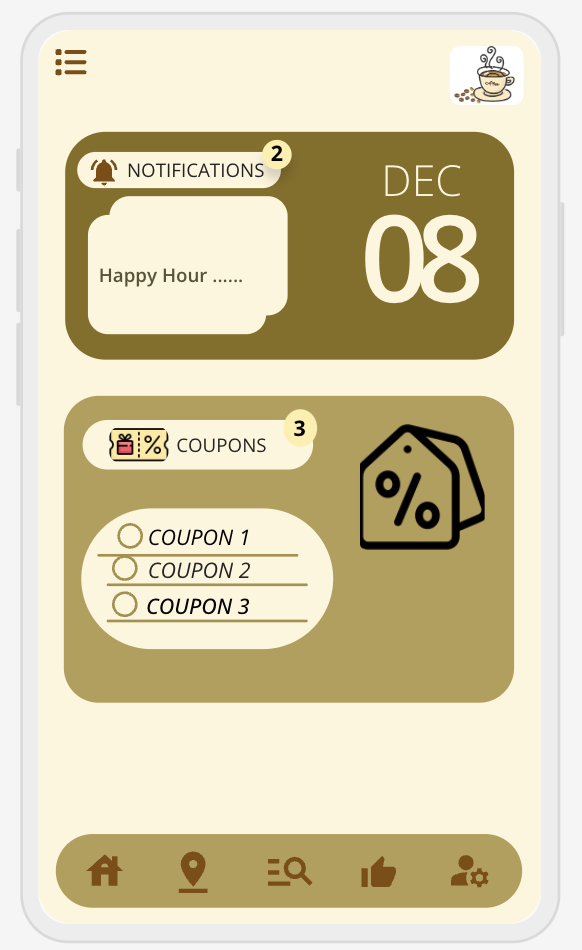 NOTIFICATIONS 2
DEC
08
Happy Hour ......
COUPONS 3
COUPON 1
COUPON 2
COUPON 3